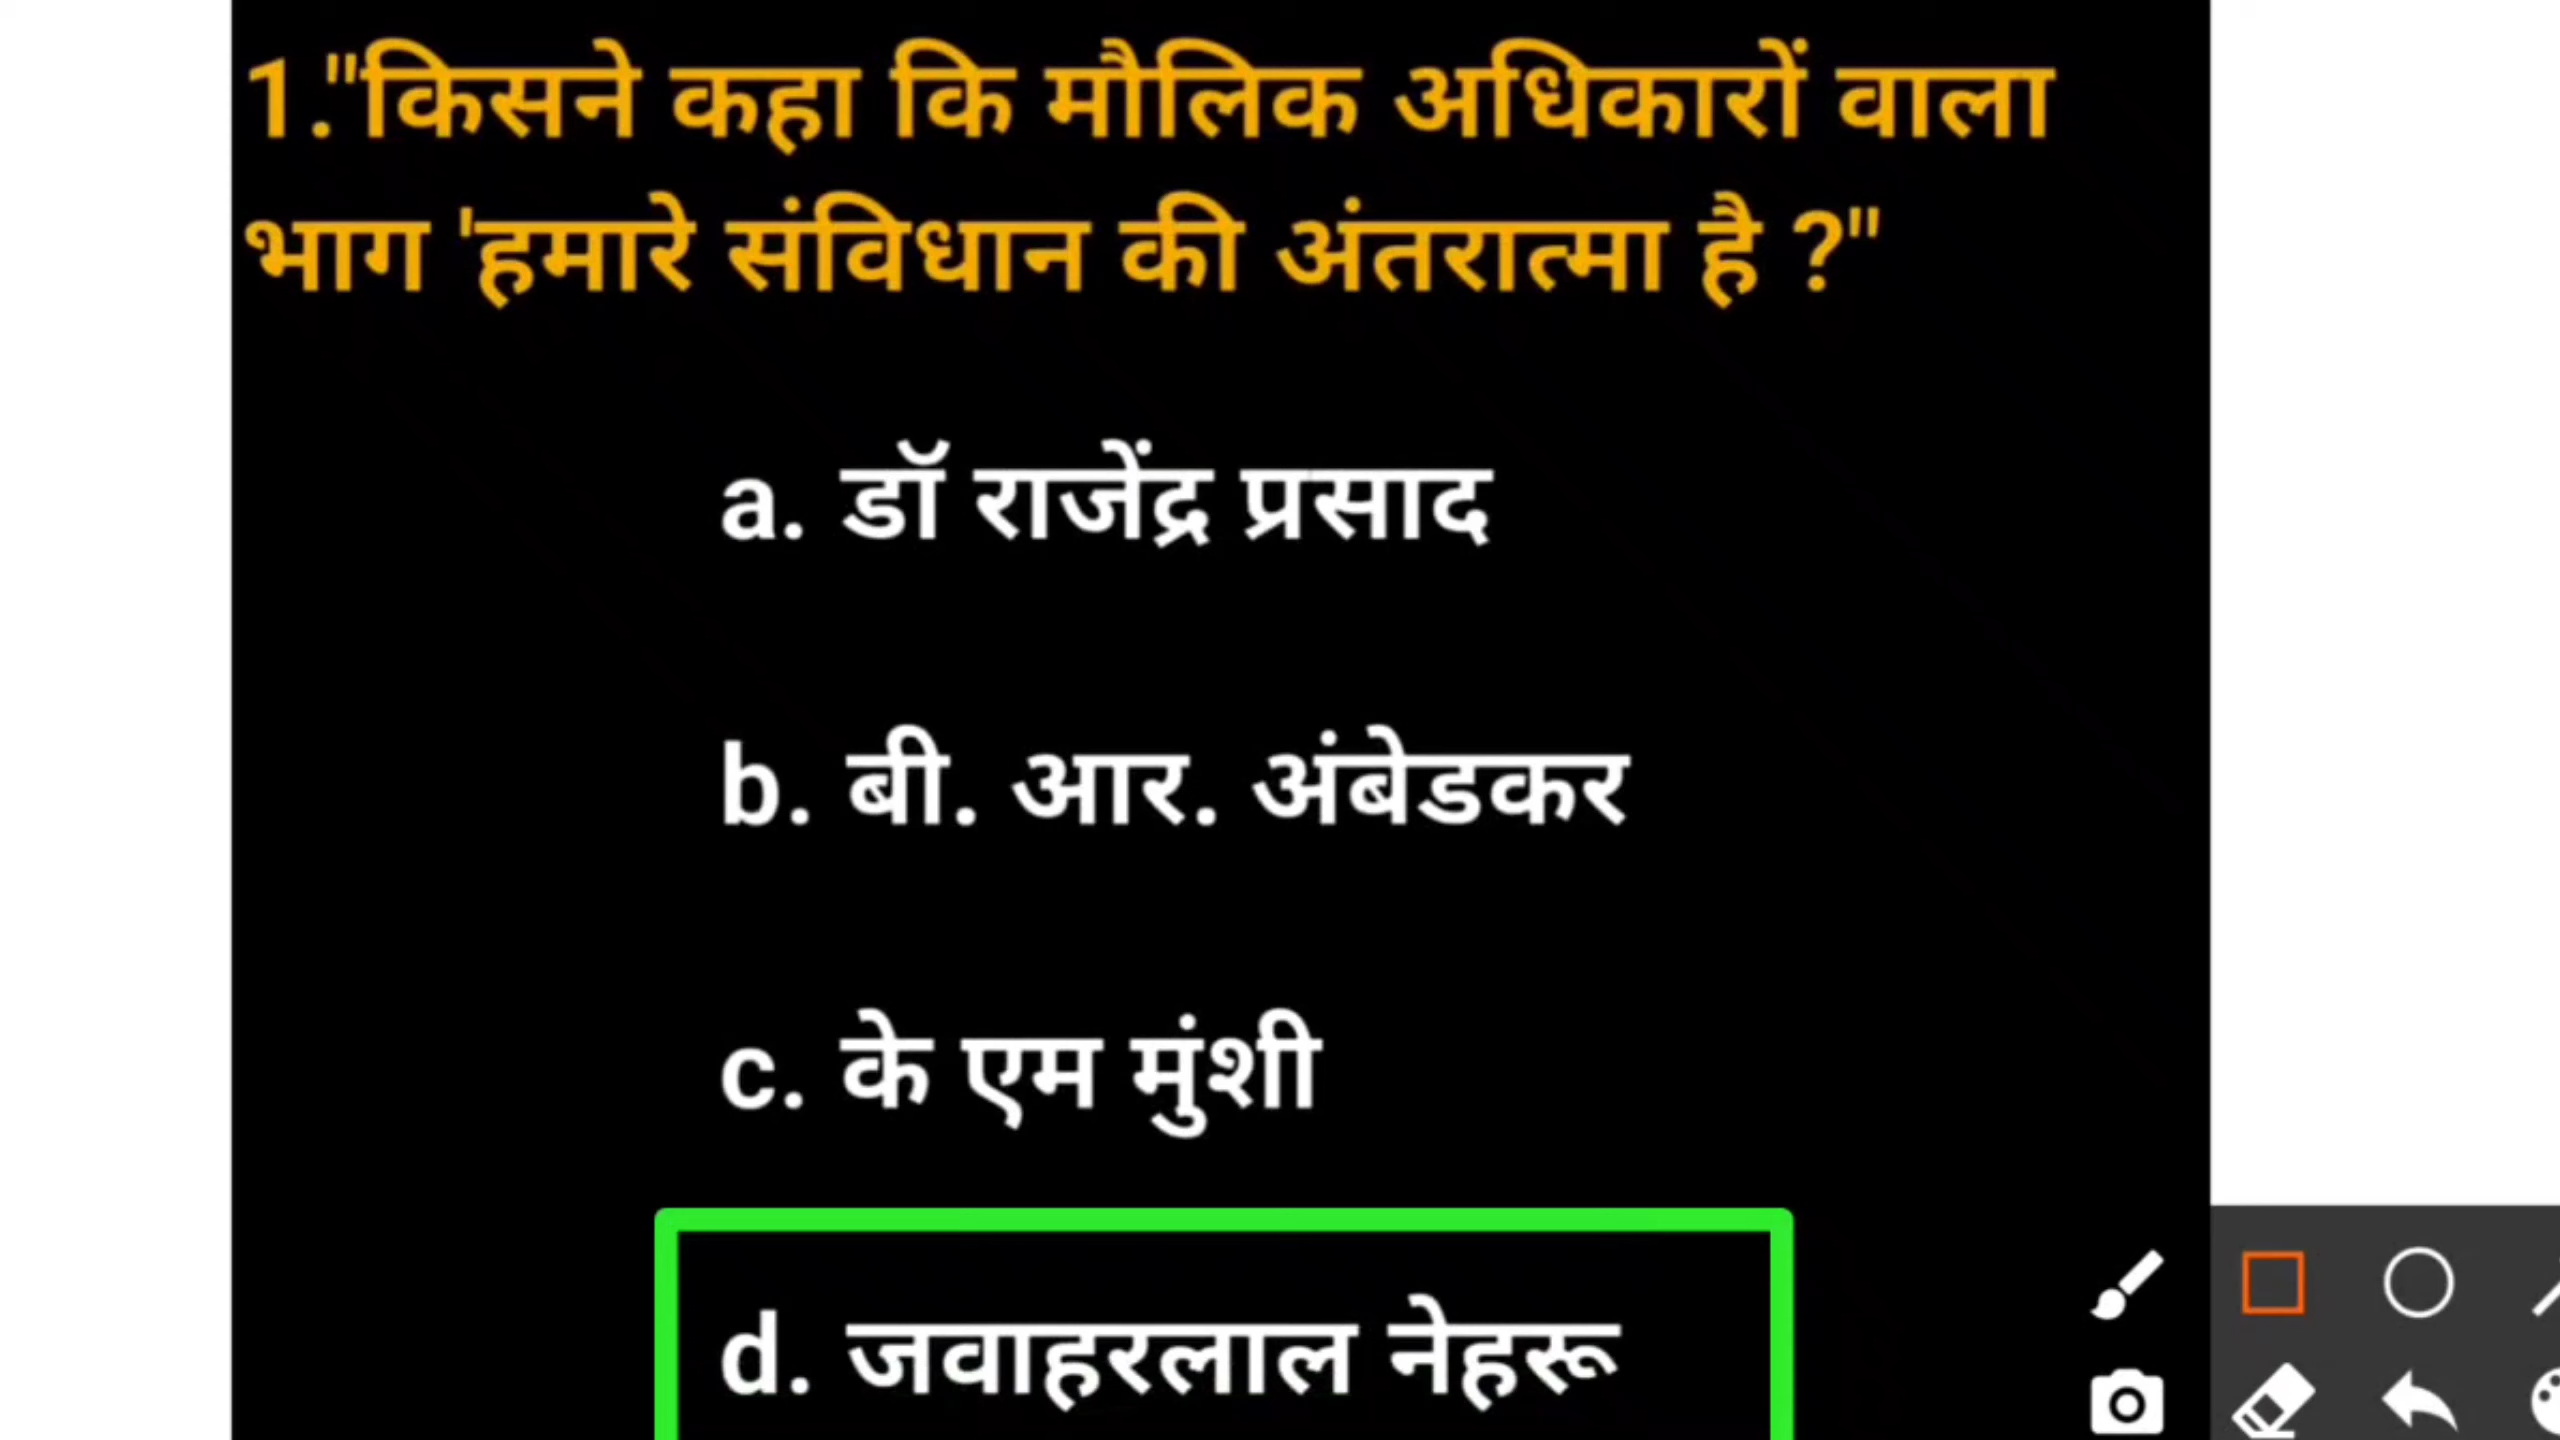 1."किसने कहा कि मौलिक अधिकारों वाला
भाग 'हमारे संविधान की अंतरात्मा है ?"
a. डॉ राजेंद्र प्रसाद
b. बी. आर. अंबेडकर
c. के एम मुंशी
d. जवाहरलाल नेहरू